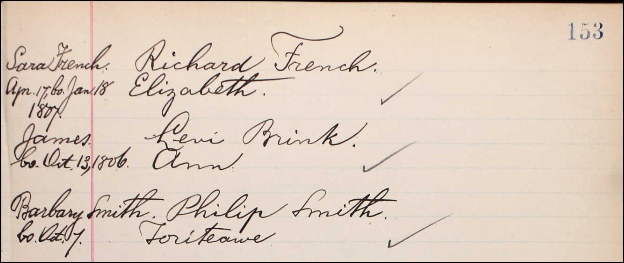 153
Sara French. Richard French.
Apr. 17, bo. Jan. 18 Elizabeth.
1807.
James. Levi Brink.
bo. Oct. 13, 1806. Ann
Barbary Smith. Philip Smith.
bo. Oct. 7. Toriteawe